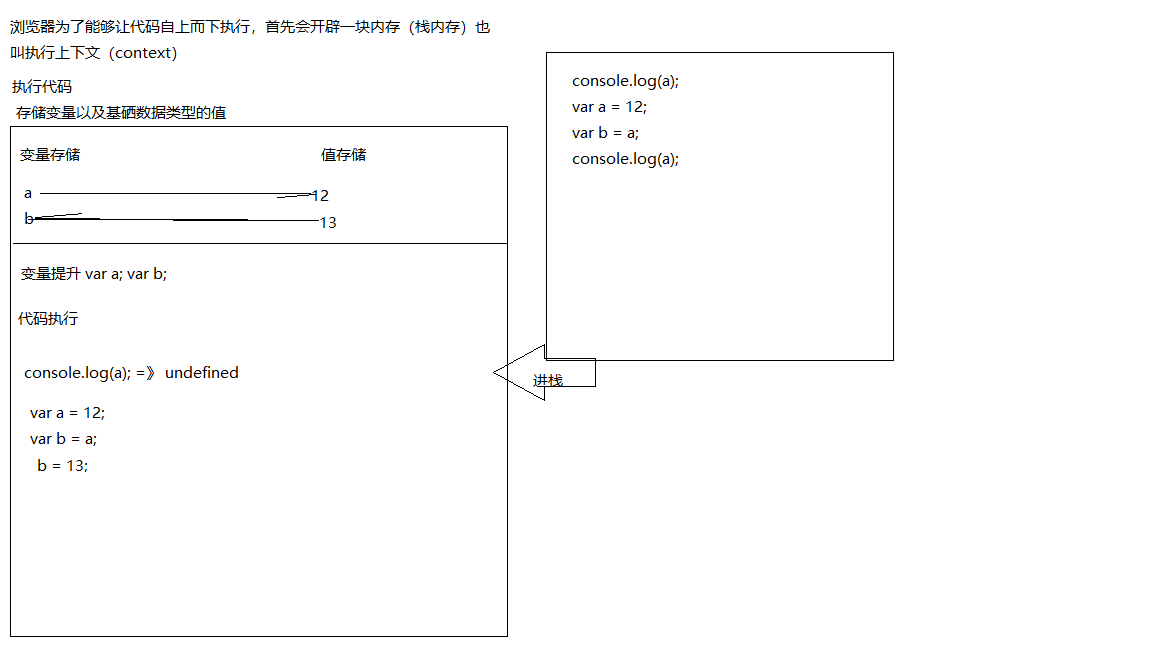 浏览器为了能够让代码自上而下执行，首先会开辟一块内存（栈内存）也
叫执行上下文（context）
执行代码
存储变量以及基硒数据类型的值
变量存储 值存储
a 12
b 13
变量提升 var a; var b;
代码执行
console.log(a); =》 undefined
var a = 12;
var b = a;
b = 13;
进栈
console.log(a);
var a = 12;
var b = a;
console.log(a);